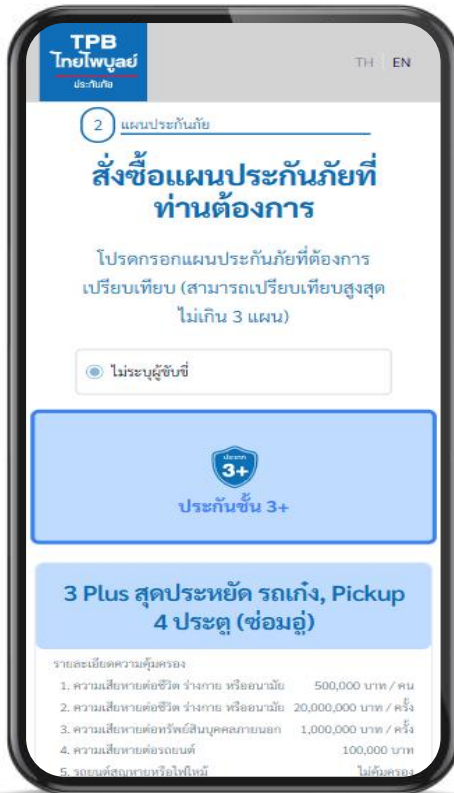 TPB
ไทยไพบูลย์
ประกันภัย
TH EN
2 แผนประกันภัย
สั่งซื้อแผนประกันภัยที่
ท่านต้องการ
โปรดกรอกแผนประกันภัยที่ต้องการ
เปรียบเทียบ (สามารถเปรียบเทียบสูงสุด
ไม่เกิน 3 แผน)
ไม่ระบุผู้ขับขี่
ประเภท
3+
ประกันชั้น 3+
3 Plus สุดประหยัด รถเก๋ง, Pickup
4 ประตู (ซ่อมอู่)
รายละเอียดความคุ้มครอง
1. ความเสียหายต่อชีวิต ร่างกาย หรืออนามัย 500,000 บาท / คน
2. ความเสียหายต่อชีวิต ร่างกาย หรืออนามัย 20,000,000 บาท / ครั้ง
3. ความเสียหายต่อทรัพย์สินบุคคลภายนอก 1,000,000 บาท / ครั้ง
4. ความเสียหายต่อรถยนต์ 100,000 บาท
5. รถยนต์สูญหายหรือไฟไหม้ ไม่คุ้มครอง